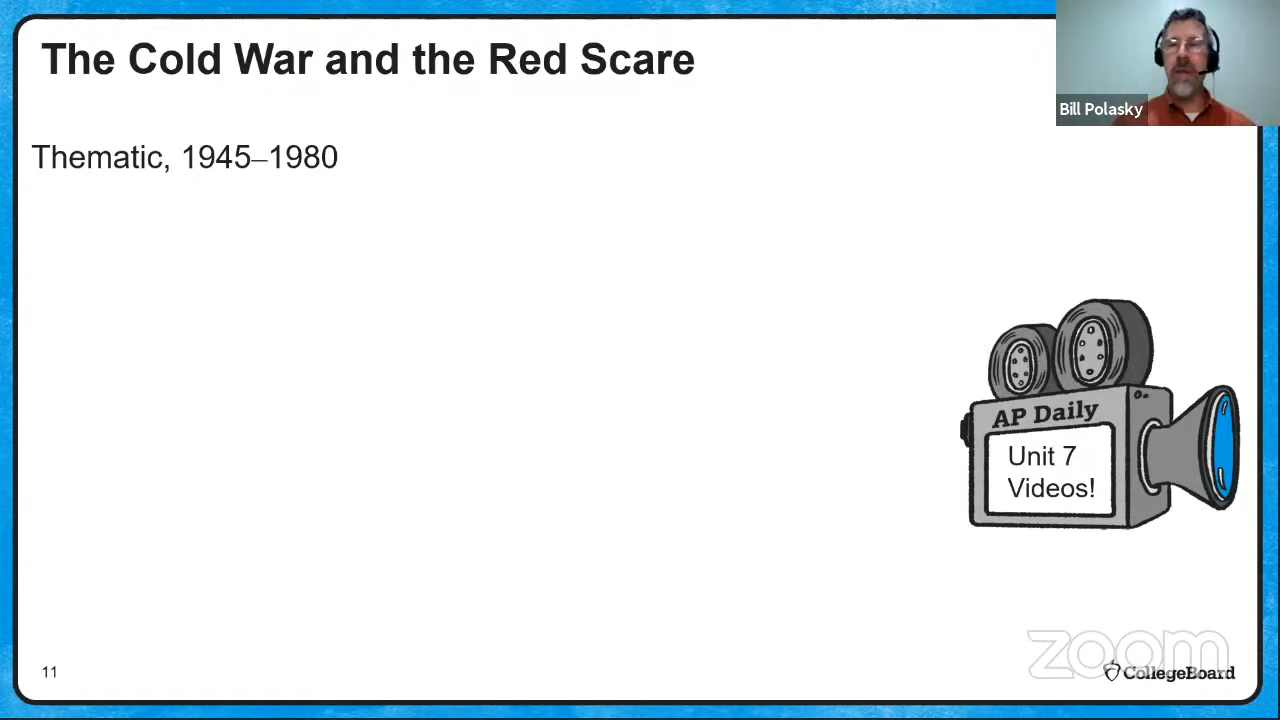 The Cold War and the Red Scare
Bill Polasky
Thematic, 1945–1980
AP Daily
Unit 7
Videos!
11
zoom
CollegeBoard